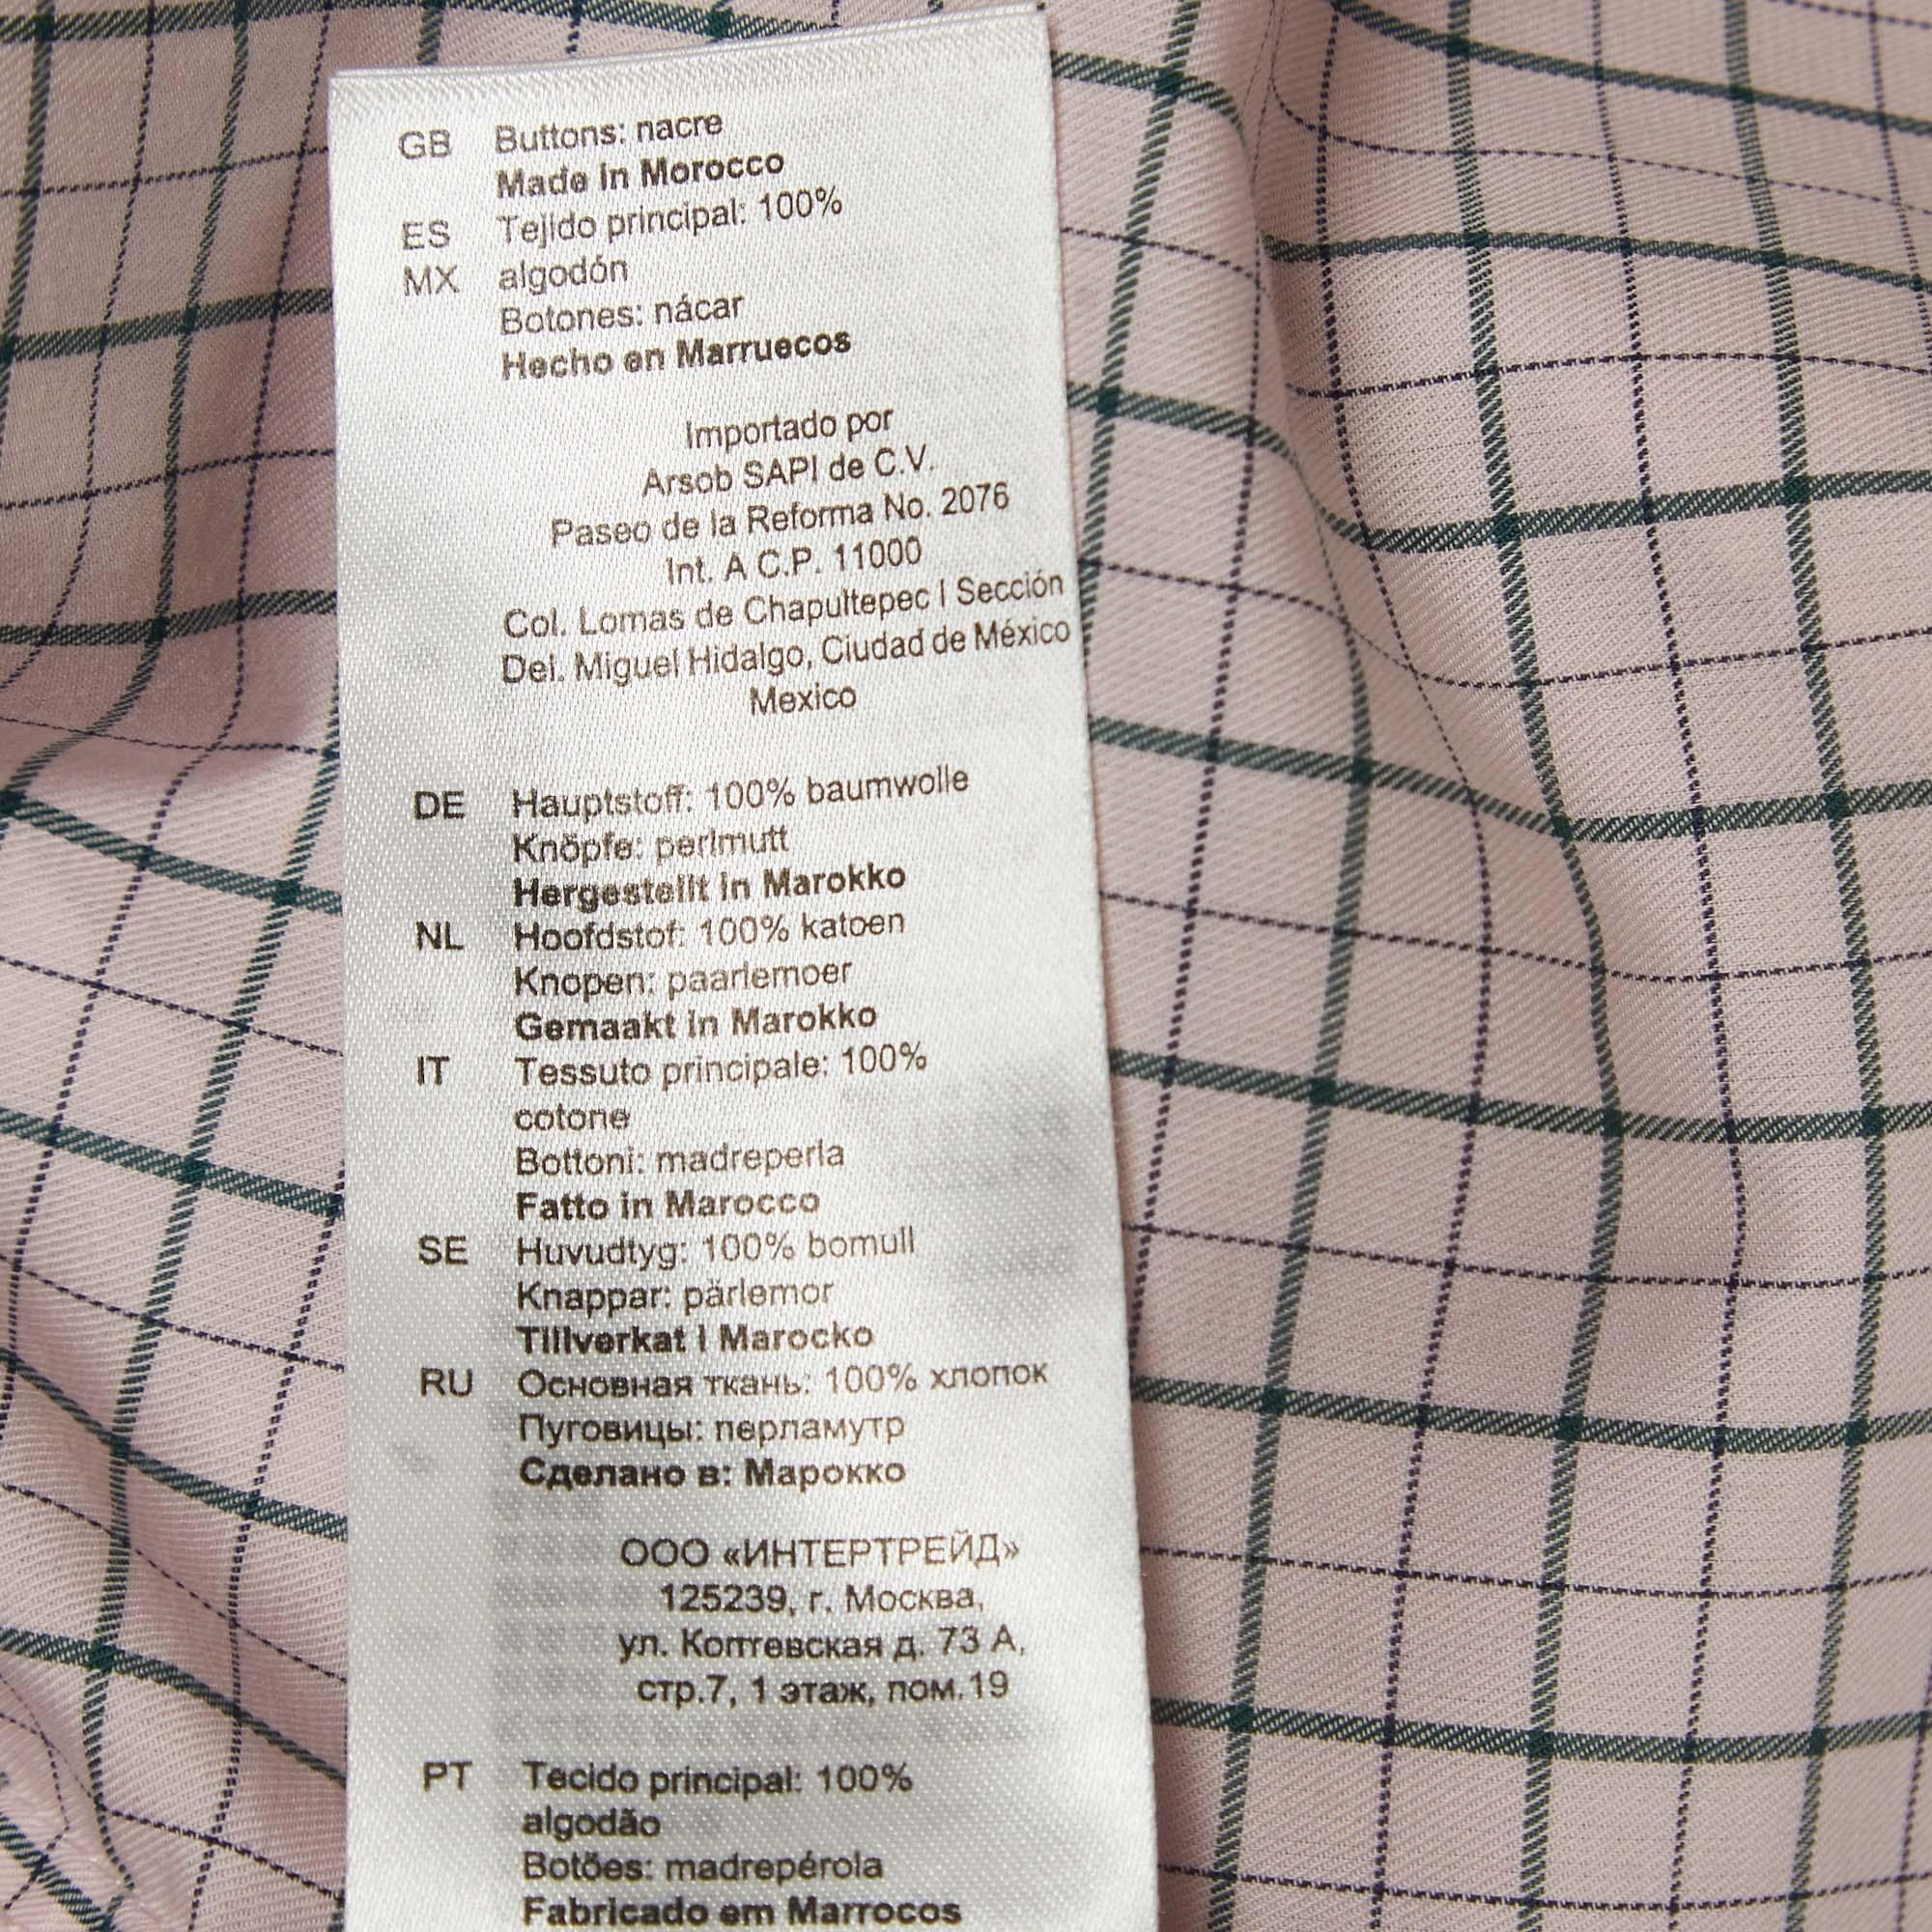 GB Buttons: nacre
Made in Morocco
ES Tejido principal: 100%
MX algodón
Botones: nácar
Hecho en Marruecos
Importado por
Arsob SAPI de C.V.
Paseo de la Reforma No. 2076
Int. A C.P. 11000
Col. Lomas de Chapultepec I Sección
Del. Miguel Hidalgo, Ciudad de México
Mexico
DE Hauptstoff: 100% baumwolle
Knöpfe: perlmutt
Hergestellt in Marokko
NL Hoofdstof: 100% katoen
Knopen: paarlemoer
Gemaakt in Marokko
IT Tessuto principale: 100%
cotone
Bottoni: madreperla
Fatto in Marocco
SE Huvudtyg: 100% bomull
Knappar: pärlemor
Tillverkat i Marocko
RU Основная ткань: 100% хлопок
Пуговицы: перламутр
Сделано в: Марокко
ООО «ИНТЕРТРЕЙД»
125239, г. Москва,
ул. Коптевская д. 73 А,
стр.7, 1 этаж, пом.19
PT Tecido principal: 100%
algodão
Botões: madrepérola
Fabricado em Marrocos